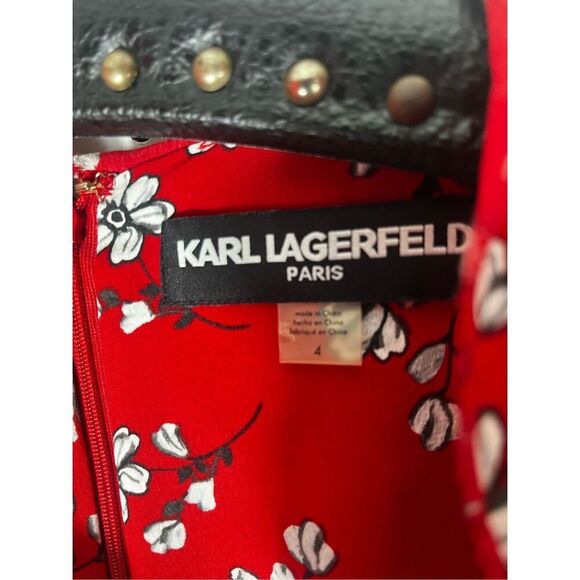 KARL LAGERFELD
PARIS
made in China
hecho en China
fabriqué en Chine
4